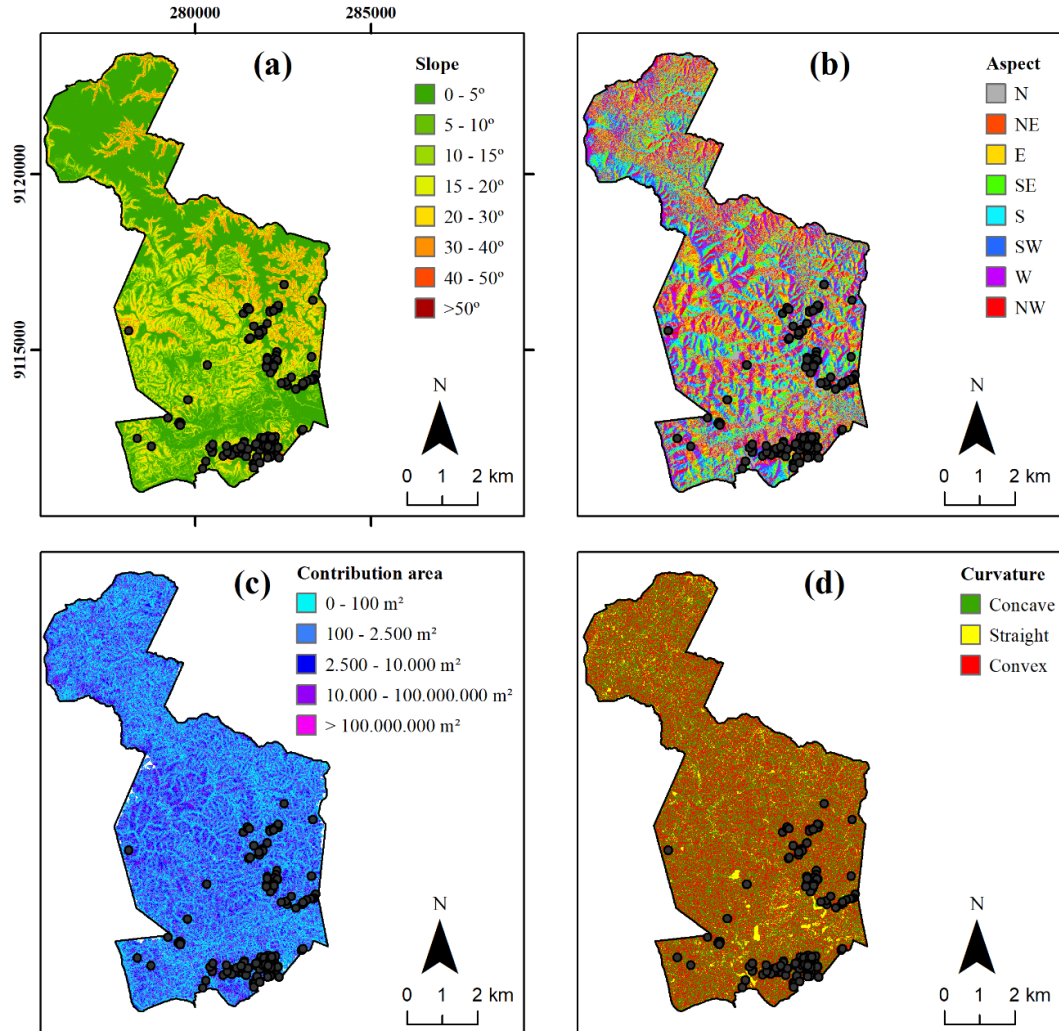 280000 285000
(a)
Slope
0 - 5º
5 - 10º
10 - 15º
15 - 20º
20 - 30º
30 - 40º
40 - 50º
>50º
9120000
9115000
N
0 1 2 km
(b)
Aspect
N
NE
E
SE
S
SW
W
NW
N
0 1 2 km
(c)
Contribution area
0 - 100 m²
100 - 2.500 m²
2.500 - 10.000 m²
10.000 - 100.000.000 m²
> 100.000.000 m²
N
0 1 2 km
(d)
Curvature
Concave
Straight
Convex
N
0 1 2 km